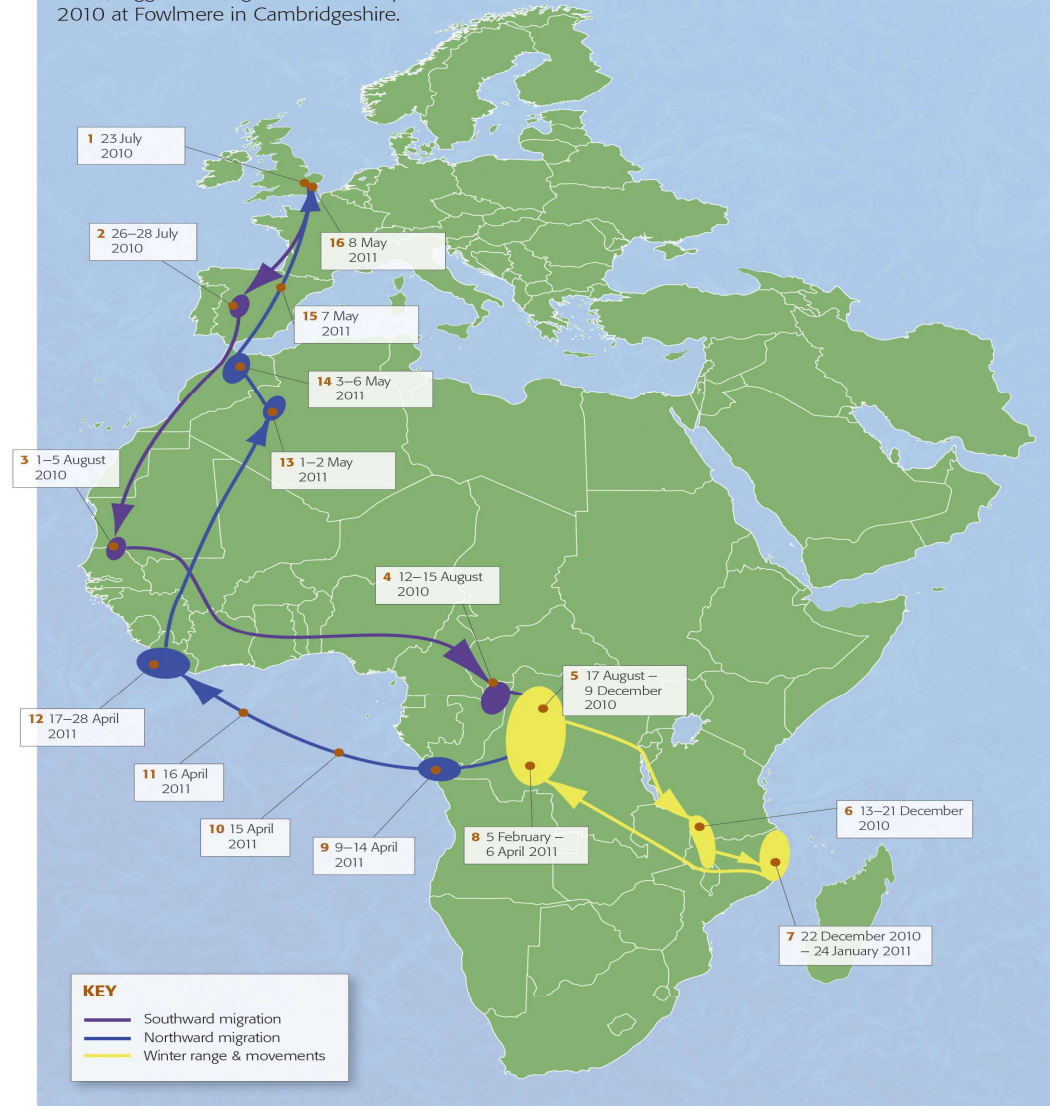 2010 at Fowlmere in Cambridgeshire.
1 23 July
2010
2 26–28 July
2010
16 8 May
2011
15 7 May
2011
14 3–6 May
2011
3 1–5 August
2010
13 1–2 May
2011
4 12–15 August
2010
5 17 August –
9 December
2010
12 17–28 April
2011
11 16 April
2011
6 13–21 December
2010
10 15 April
2011
9 9–14 April
2011
8 5 February –
6 April 2011
7 22 December 2010
– 24 January 2011
KEY
Southward migration
Northward migration
Winter range & movements